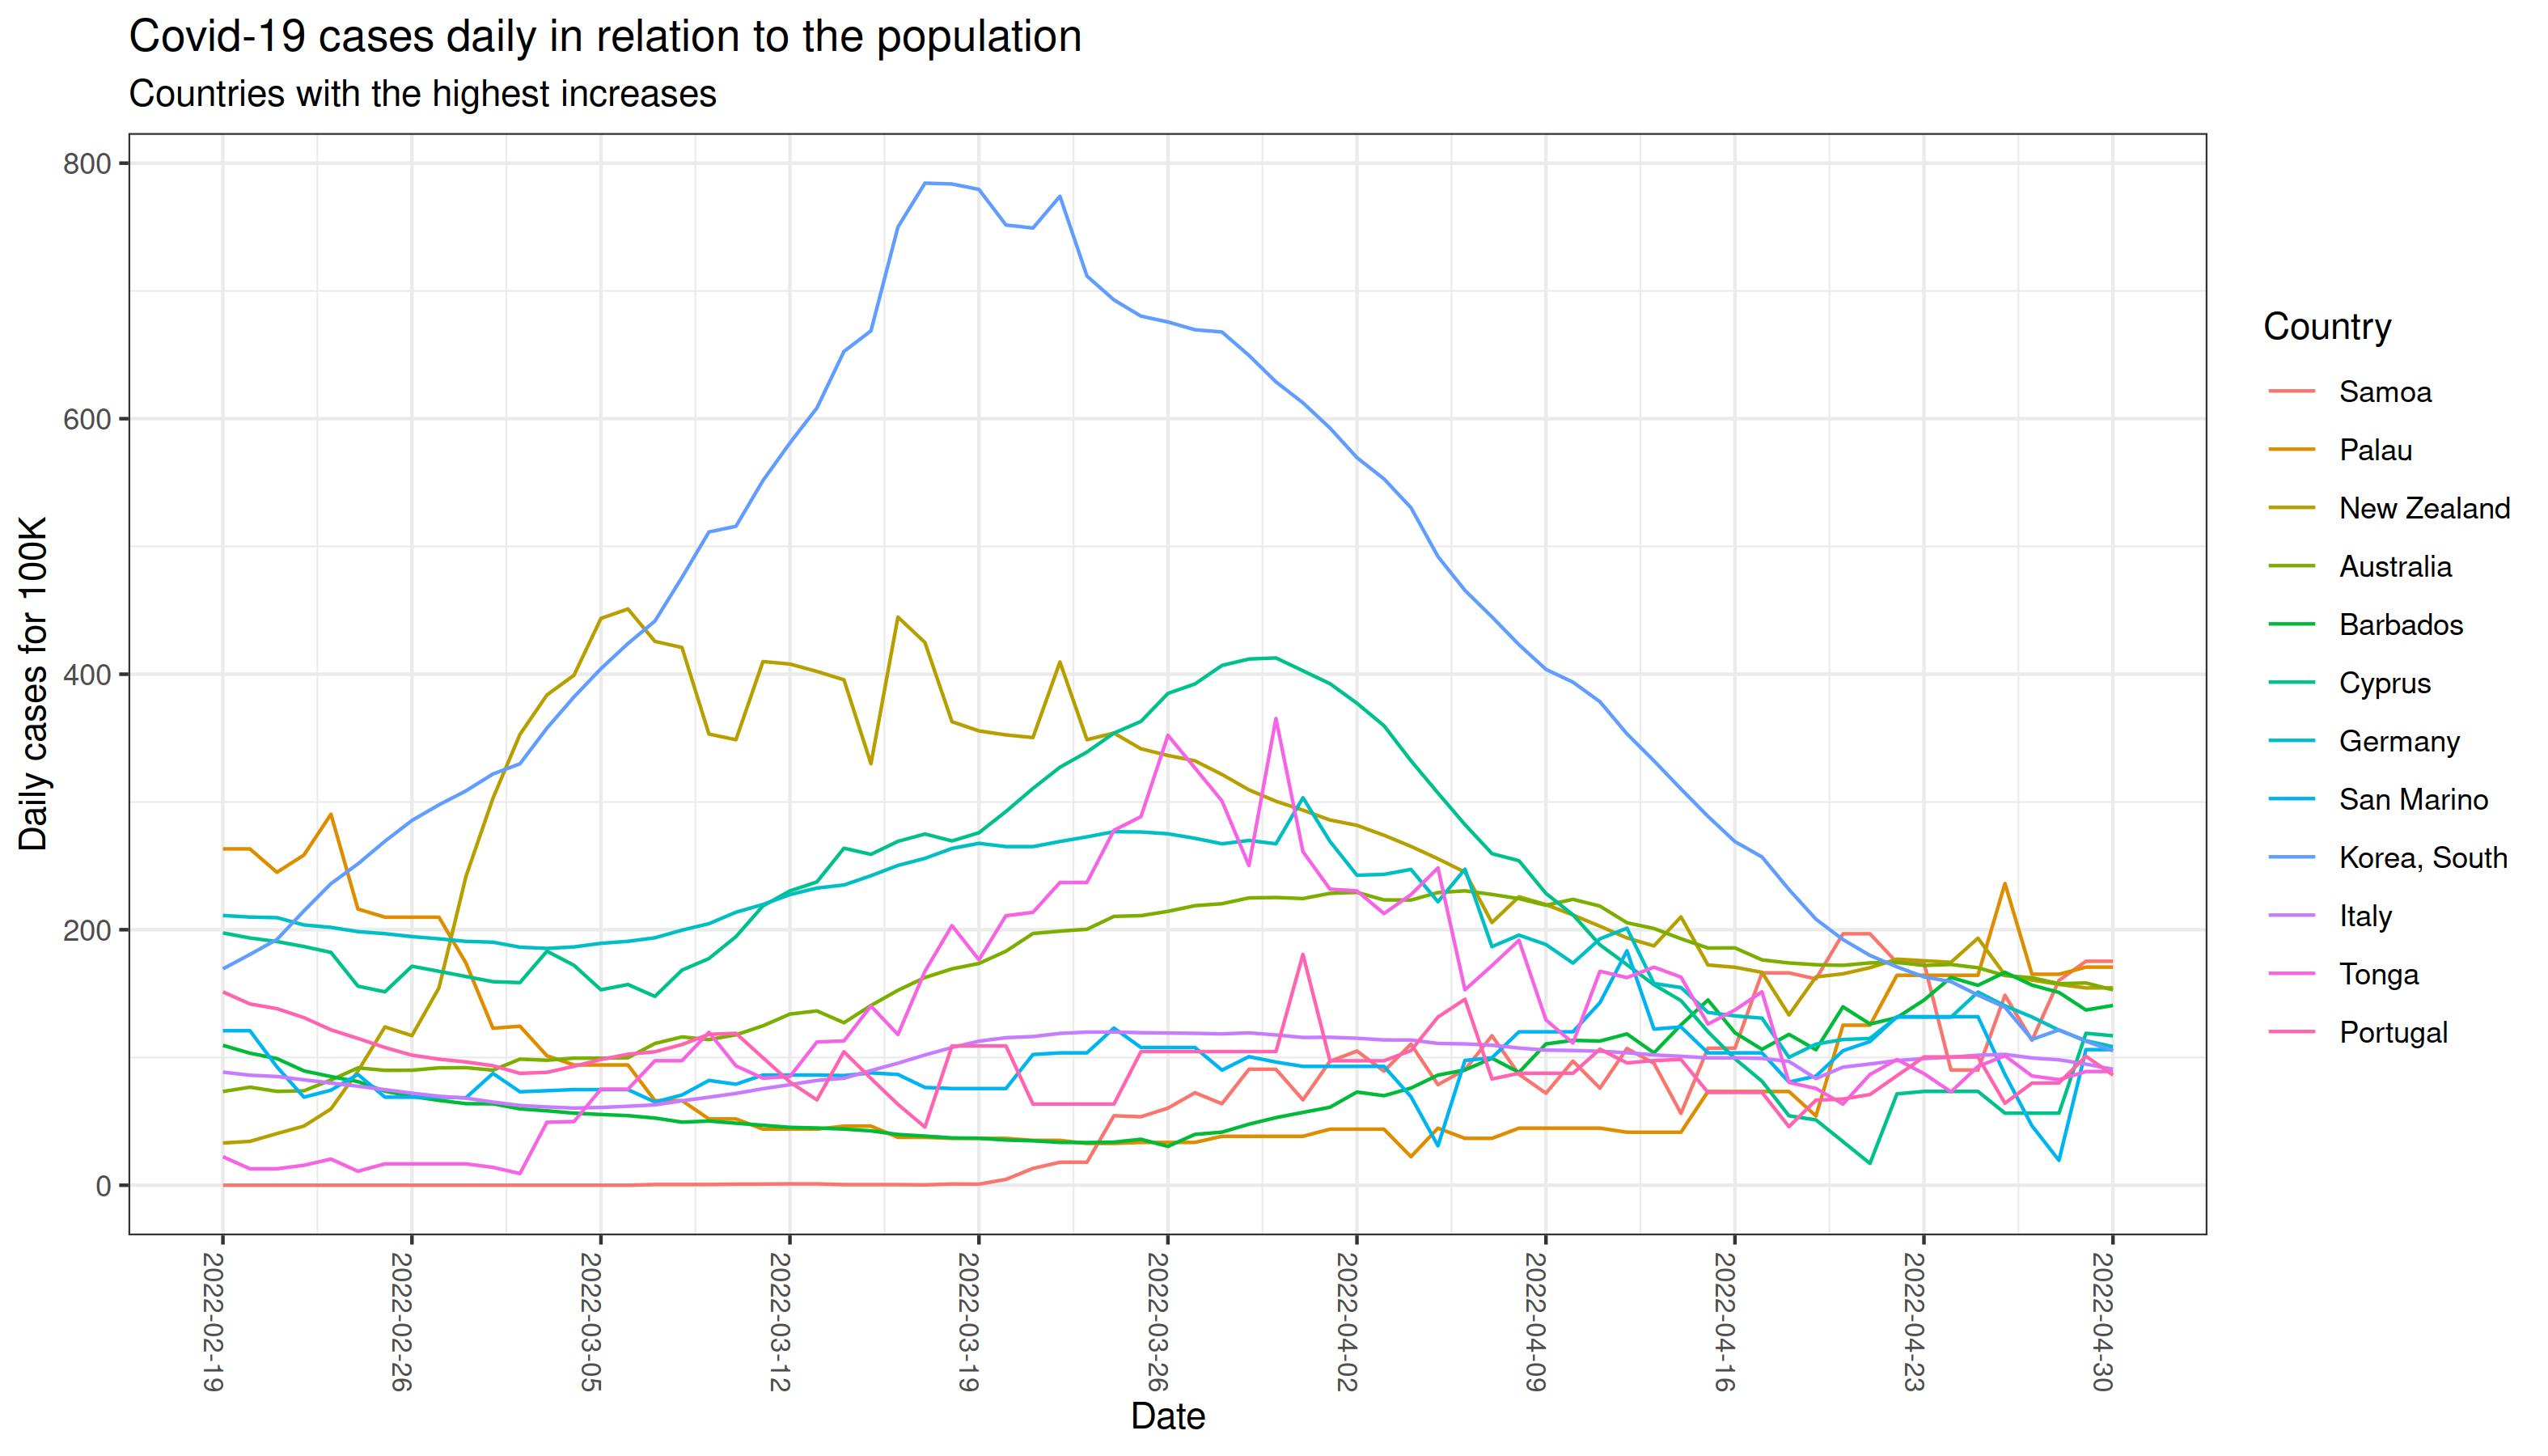 Covid-19 cases daily in relation to the population
Countries with the highest increases
Daily cases for 100K
800
600
400
200
0
2022-02-19
2022-02-26
2022-03-05
2022-03-12
2022-03-19
2022-03-26
2022-04-02
2022-04-09
2022-04-16
2022-04-23
2022-04-30
Date
Country
Samoa
Palau
New Zealand
Australia
Barbados
Cyprus
Germany
San Marino
Korea, South
Italy
Tonga
Portugal